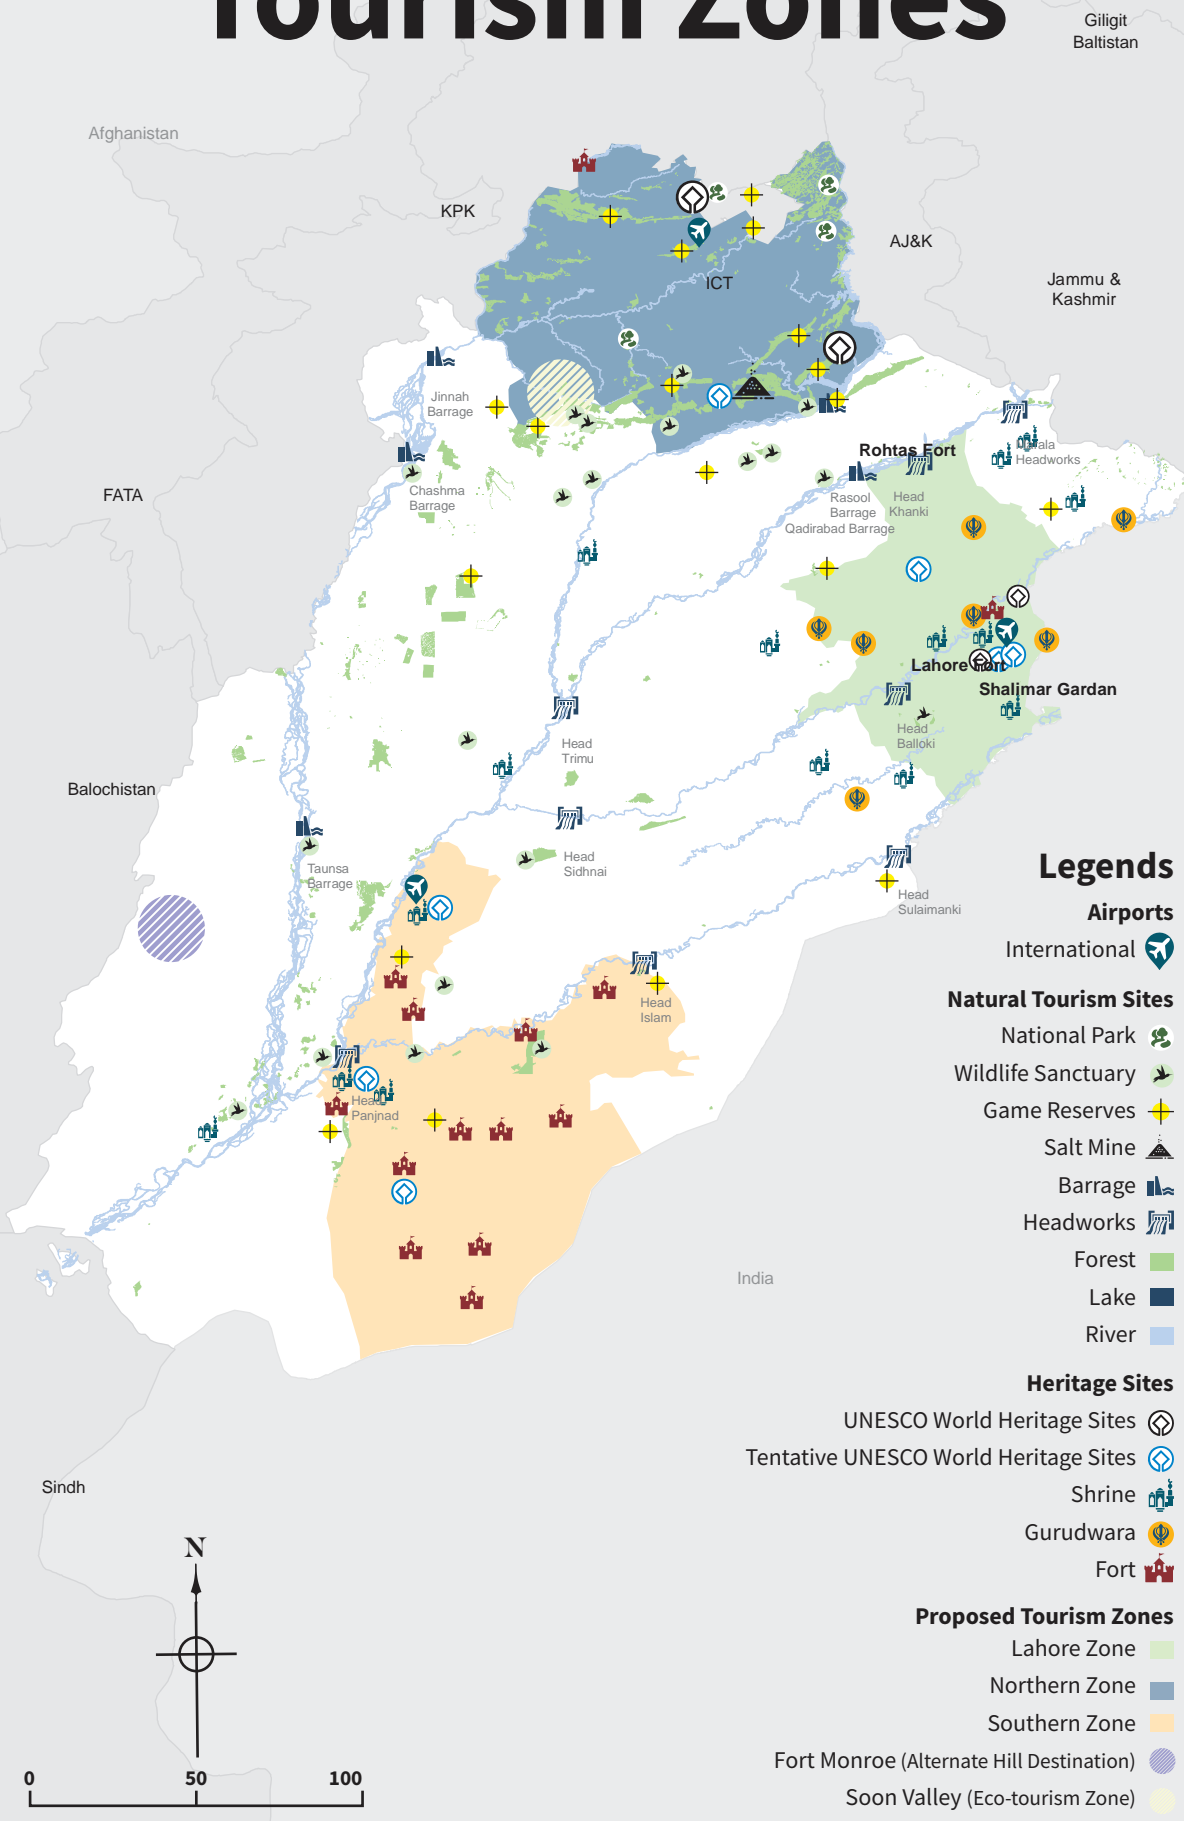 Tourism Zones
Giligit
Baltistan
Afghanistan
KPK
AJ&K
ICT
Jammu &
Kashmir
Jinnah
Barrage
Rohtas Fort
Headworks
FATA
Chashma
Barrage
Rasool
Barrage
Head
Khanki
Qadirabad Barrage
Lahore Fort
Shalimar Gardan
Head
Balloki
Head
Trimu
Balochistan
Taunsa
Barrage
Head
Sidhnai
Head
Sulaimanki
Head
Islam
Head
Panjnad
India
Sindh
N
0 50 100
Legends
Airports
International
Natural Tourism Sites
National Park
Wildlife Sanctuary
Game Reserves
Salt Mine
Barrage
Headworks
Forest
Lake
River
Heritage Sites
UNESCO World Heritage Sites
Tentative UNESCO World Heritage Sites
Shrine
Gurudwara
Fort
Proposed Tourism Zones
Lahore Zone
Northern Zone
Southern Zone
Fort Monroe (Alternate Hill Destination)
Soon Valley (Eco-tourism Zone)